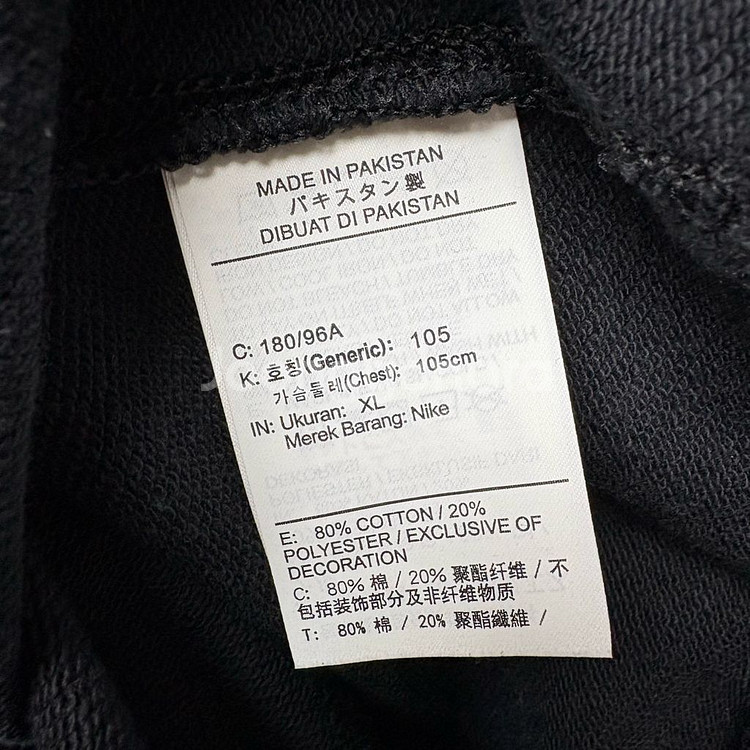 MADE IN PAKISTAN
パキスタン製
DIBUAT DI PAKISTAN
C: 180/96A
K: 호칭(Generic): 105
가슴둘레(Chest): 105cm
IN: Ukuran: XL
Merek Barang: Nike
E: 80% COTTON / 20%
POLYESTER / EXCLUSIVE OF
DECORATION
C: 80% 棉 / 20% 聚酯纤维 / 不
包括装饰部分及非纤维物质
T: 80% 棉 / 20% 聚酯纖維 /